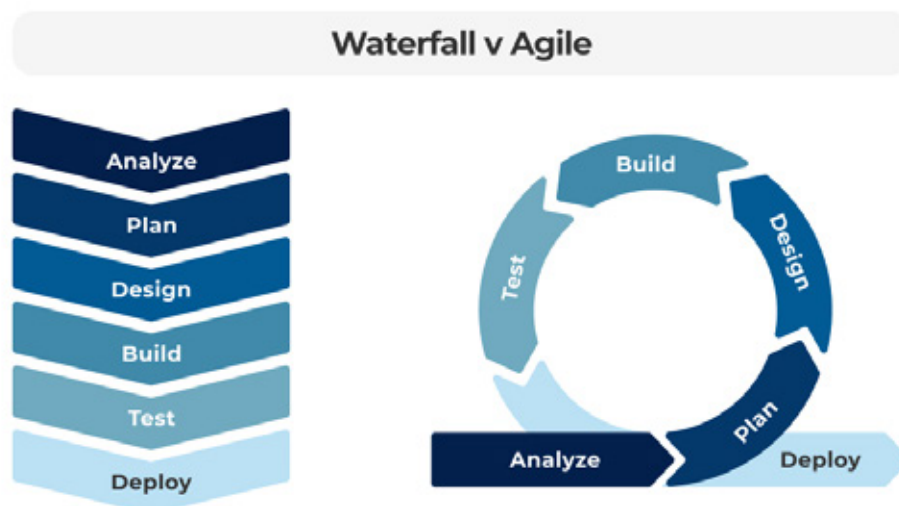 Waterfall v Agile
Analyze
Plan
Design
Build
Test
Deploy
Build
Design
Test
Plan
Analyze
Deploy